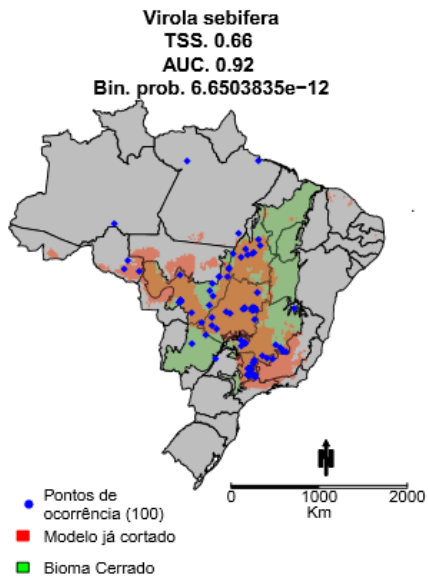 Virola sebifera
TSS. 0.66
AUC. 0.92
Bin. prob. 6.6503835e−12
N
Pontos de
ocorrência (100)
Modelo já cortado
Bioma Cerrado
0 1000 2000
Km